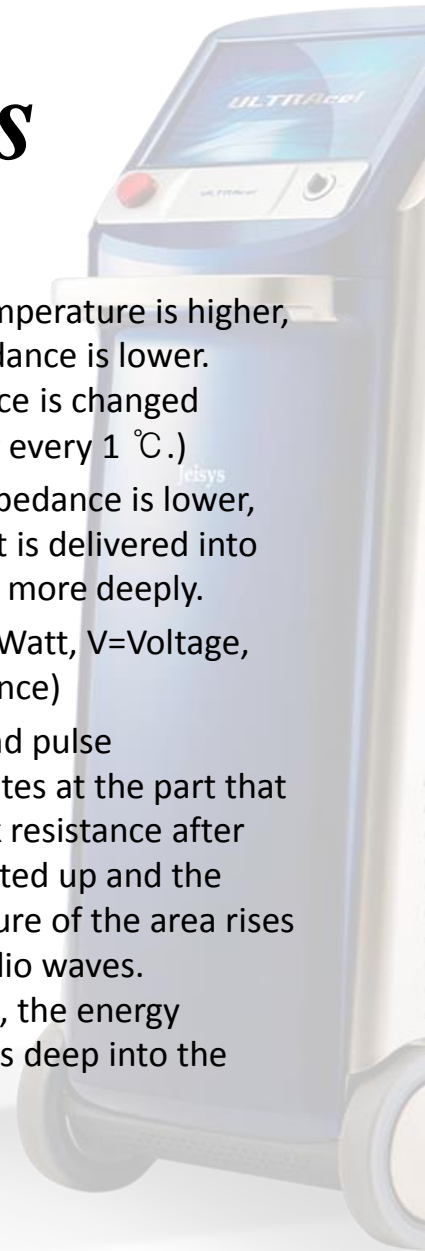 s
ULTRAcel
ULTRAcel
mperature is higher,
dance is lower.
ce is changed
every 1 ℃.)
Jeisys
pedance is lower,
t is delivered into
more deeply.
Watt, V=Voltage,
nce)
nd pulse
tes at the part that
t resistance after
ted up and the
ure of the area rises
dio waves.
, the energy
s deep into the